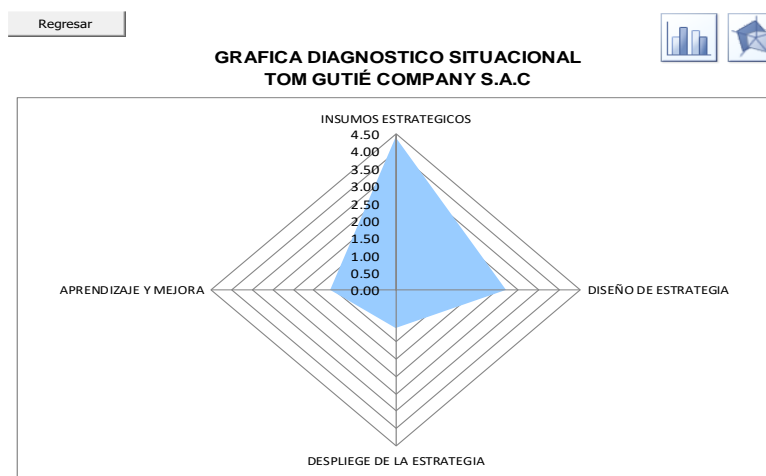 Regresar
GRAFICA DIAGNOSTICO SITUACIONAL
TOM GUTIÉ COMPANY S.A.C
INSUMOS ESTRATEGICOS
4.50
4.00
3.50
3.00
2.50
2.00
1.50
1.00
0.50
0.00
APRENDIZAJE Y MEJORA
DISEÑO DE ESTRATEGIA
DESPLIEGE DE LA ESTRATEGIA